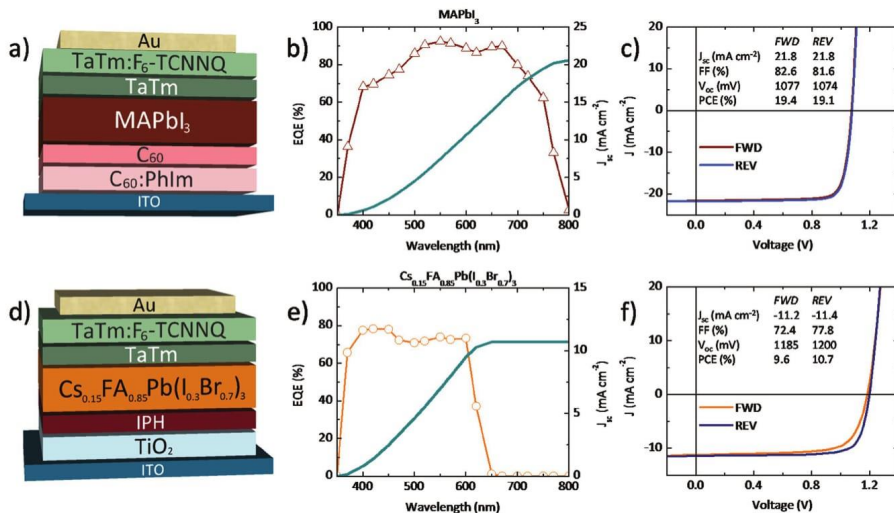 a)
Au
TaTm:F₆-TCNNQ
TaTm
MAPbI₃
C₆₀
C₆₀:PhIm
ITO
b)
MAPbI₃
100
80
60
40
20
0
EQE (%)
25
20
15
10
5
0
Jsc (mA cm⁻²)
400 500 600 700 800
Wavelength (nm)
c)
20
10
0
-10
-20
J (mA cm⁻²)
FWD REV
Jsc (mA cm⁻²) 21.8 21.8
FF (%) 82.6 81.6
Voc (mV) 1077 1074
PCE (%) 19.4 19.1
FWD
REV
0.0 0.4 0.8 1.2
Voltage (V)
d)
Au
TaTm:F₆-TCNNQ
TaTm
Cs₀.₁₅FA₀.₈₅Pb(I₀.₃Br₀.₇)₃
IPH
TiO₂
ITO
e)
Cs₀.₁₅FA₀.₈₅Pb(I₀.₃Br₀.₇)₃
100
80
60
40
20
0
EQE (%)
15
10
5
0
Jsc (mA cm⁻²)
400 500 600 700 800
Wavelength (nm)
f)
20
10
0
-10
J (mA cm⁻²)
FWD REV
Jsc (mA cm⁻²) -11.2 -11.4
FF (%) 72.4 77.8
Voc (mV) 1185 1200
PCE (%) 9.6 10.7
FWD
REV
0.0 0.4 0.8 1.2
Voltage (V)